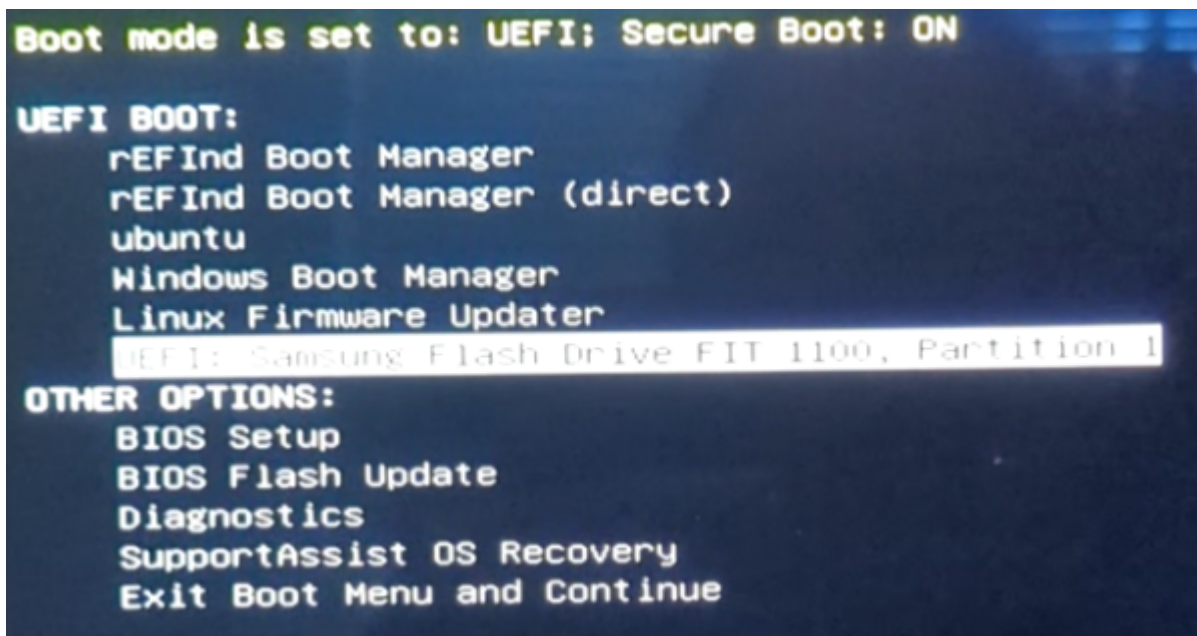 Boot mode is set to: UEFI; Secure Boot: ON
UEFI BOOT:
rEFInd Boot Manager
rEFInd Boot Manager (direct)
ubuntu
Windows Boot Manager
Linux Firmware Updater
UEFI: Samsung Flash Drive FIT 1100, Partition 1
OTHER OPTIONS:
BIOS Setup
BIOS Flash Update
Diagnostics
SupportAssist OS Recovery
Exit Boot Menu and Continue